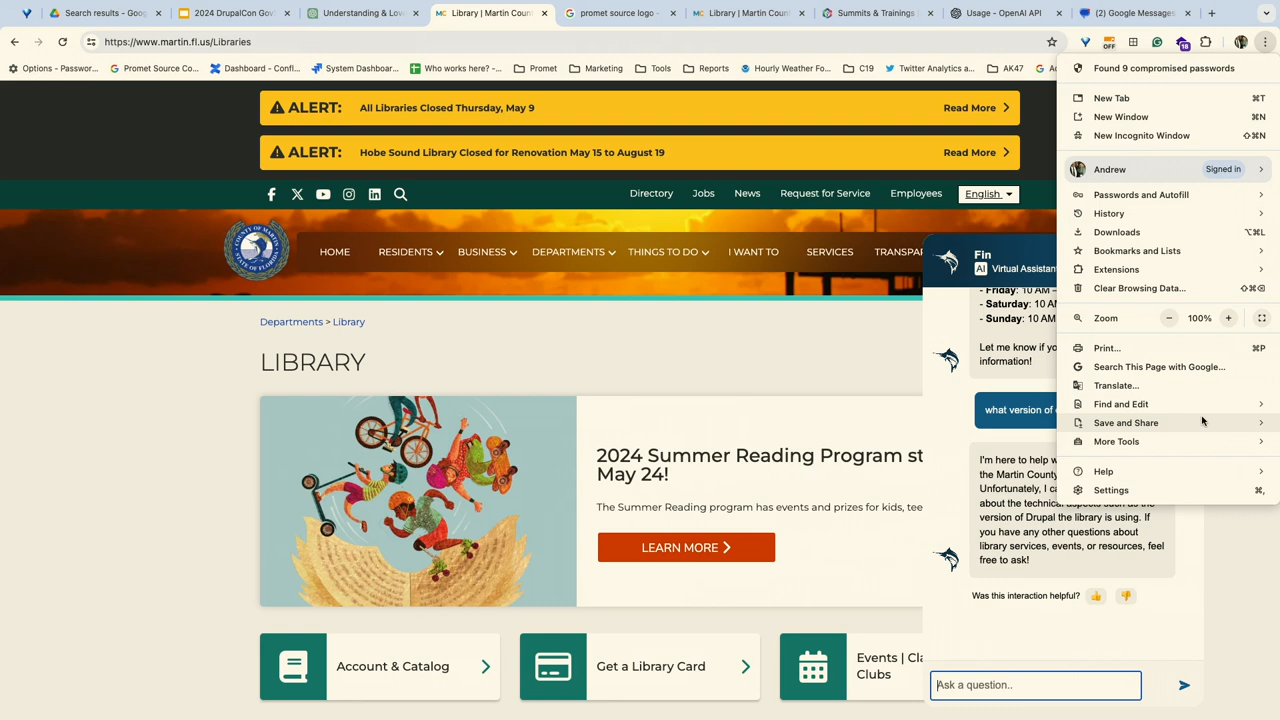 Search results - Goog
2024 DrupalCon Gov
Understanding & Lov
Library | Martin Coun
promet source logo -
Library | Martin Coun
Summits & Trainings
Usage - OpenAI API
(2) Google Messages
https://www.martin.fl.us/Libraries
OFF
18
Options - Passwor...
Promet Source Co...
Dashboard - Confl...
System Dashboar...
Who works here? -...
Promet
Marketing
Tools
Reports
Hourly Weather Fo...
C19
Twitter Analytics a...
AK47
Found 9 compromised passwords
New Tab ⌘T
New Window ⌘N
New Incognito Window ⇧⌘N
Andrew Signed in
Passwords and Autofill
History
Downloads ⌥⌘L
Bookmarks and Lists
Extensions
Clear Browsing Data... ⇧⌘⌫
Zoom − 100% +
Print... ⌘P
Search This Page with Google...
Translate...
Find and Edit
Save and Share
More Tools
Help
Settings ⌘,
ALERT: All Libraries Closed Thursday, May 9 Read More
ALERT: Hobe Sound Library Closed for Renovation May 15 to August 19 Read More
Directory Jobs News Request for Service Employees English
HOME RESIDENTS BUSINESS DEPARTMENTS THINGS TO DO I WANT TO SERVICES TRANSPAR
Departments > Library
LIBRARY
2024 Summer Reading Program st
May 24!
The Summer Reading program has events and prizes for kids, tee
LEARN MORE
Account & Catalog
Get a Library Card
Events | Cla
Clubs
Fin
AI Virtual Assistant
- Friday: 10 AM –
- Saturday: 10 AM
- Sunday: 10 AM
Let me know if yo
information!
what version of
I'm here to help w
the Martin County
Unfortunately, I ca
about the technical aspects such as the
version of Drupal the library is using. If
you have any other questions about
library services, events, or resources, feel
free to ask!
Was this interaction helpful?
Ask a question..